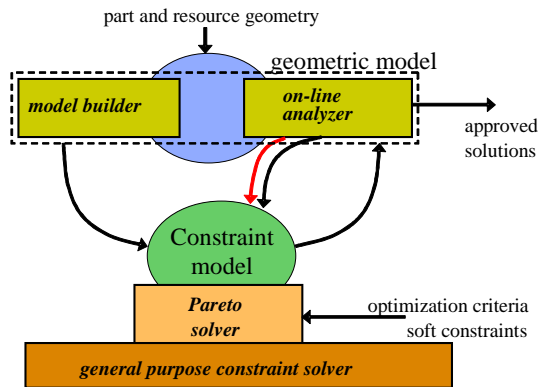 part and resource geometry
geometric model
model builder
on-line
analyzer
approved
solutions
Constraint
model
Pareto
solver
optimization criteria
soft constraints
general purpose constraint solver